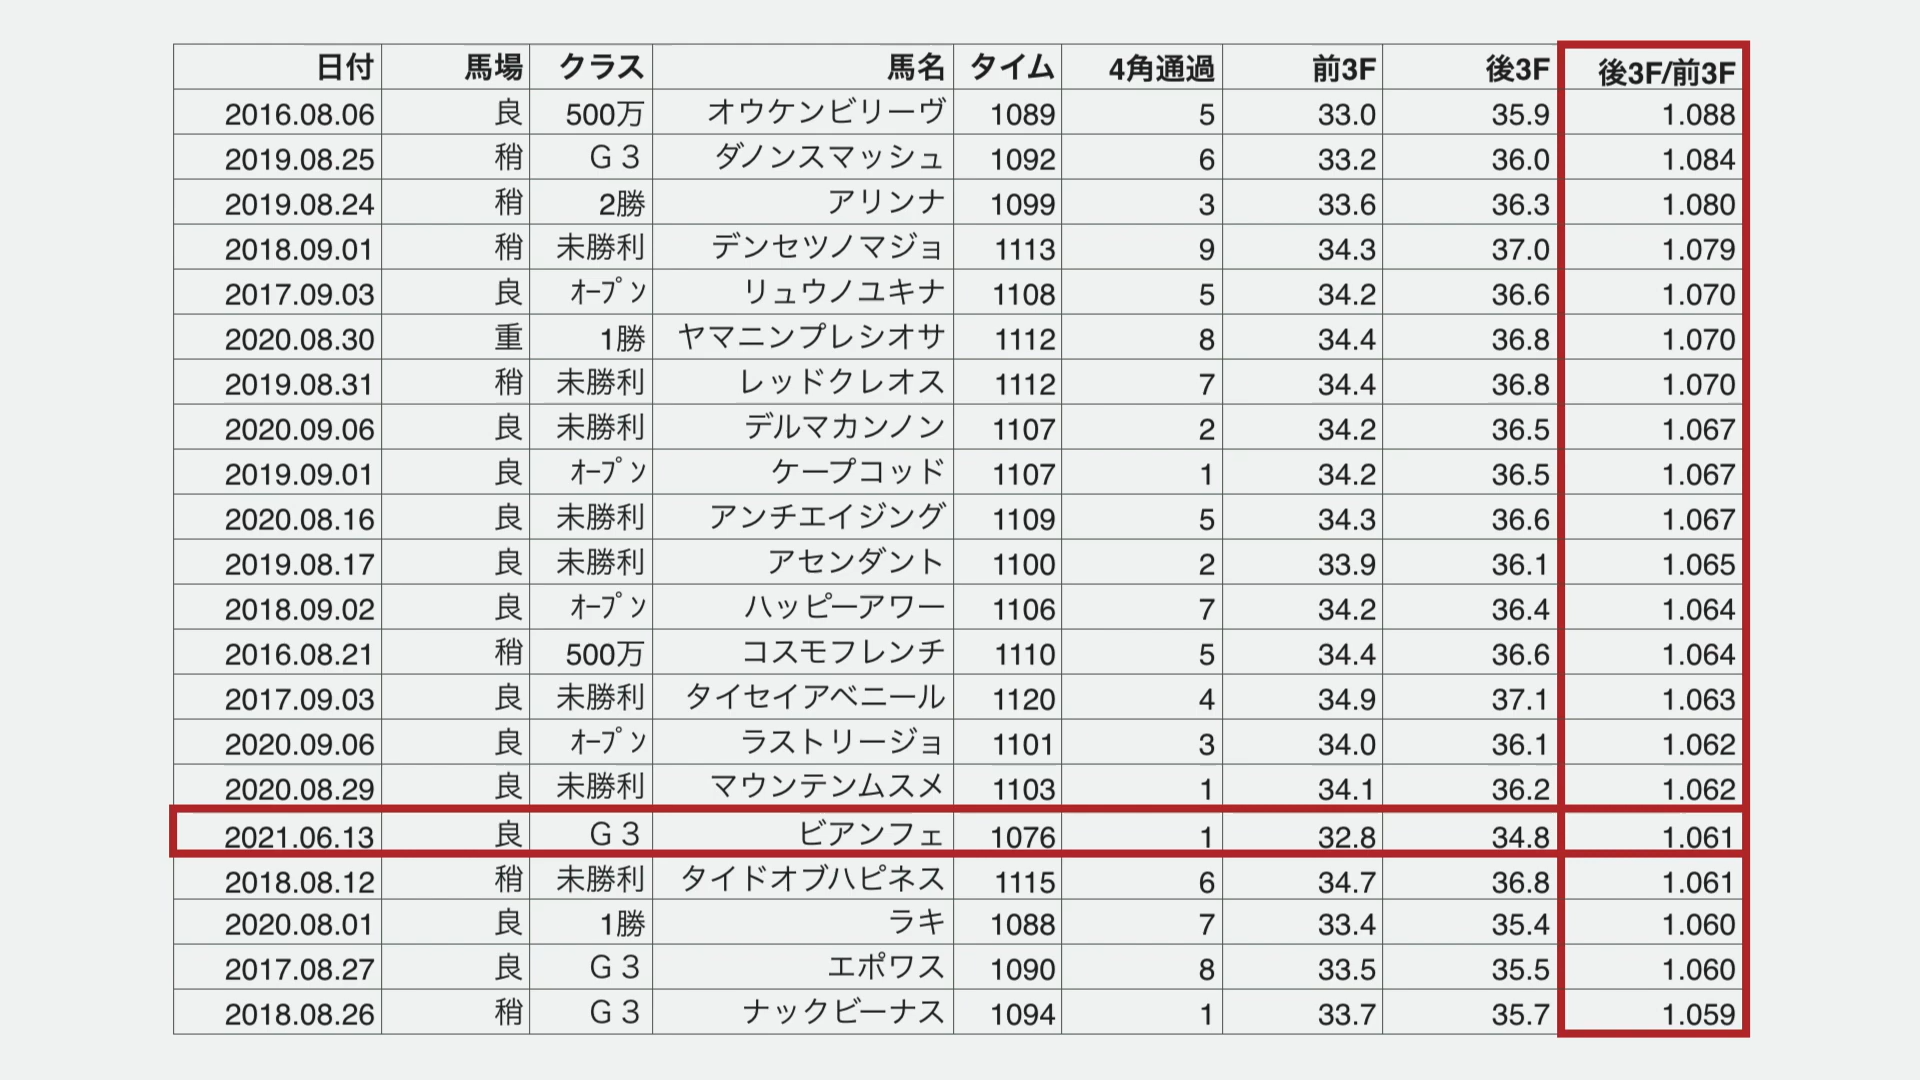 日付 馬場 クラス 馬名 タイム 4角通過 前3F 後3F 後3F/前3F
2016.08.06 良 500万 オウケンビリーヴ 1089 5 33.0 35.9 1.088
2019.08.25 稍 Ｇ３ ダノンスマッシュ 1092 6 33.2 36.0 1.084
2019.08.24 稍 2勝 アリンナ 1099 3 33.6 36.3 1.080
2018.09.01 稍 未勝利 デンセツノマジョ 1113 9 34.3 37.0 1.079
2017.09.03 良 ｵｰﾌﾟﾝ リュウノユキナ 1108 5 34.2 36.6 1.070
2020.08.30 重 1勝 ヤマニンプレシオサ 1112 8 34.4 36.8 1.070
2019.08.31 稍 未勝利 レッドクレオス 1112 7 34.4 36.8 1.070
2020.09.06 良 未勝利 デルマカンノン 1107 2 34.2 36.5 1.067
2019.09.01 良 ｵｰﾌﾟﾝ ケープコッド 1107 1 34.2 36.5 1.067
2020.08.16 良 未勝利 アンチエイジング 1109 5 34.3 36.6 1.067
2019.08.17 良 未勝利 アセンダント 1100 2 33.9 36.1 1.065
2018.09.02 良 ｵｰﾌﾟﾝ ハッピーアワー 1106 7 34.2 36.4 1.064
2016.08.21 稍 500万 コスモフレンチ 1110 5 34.4 36.6 1.064
2017.09.03 良 未勝利 タイセイアベニール 1120 4 34.9 37.1 1.063
2020.09.06 良 ｵｰﾌﾟﾝ ラストリージョ 1101 3 34.0 36.1 1.062
2020.08.29 良 未勝利 マウンテンムスメ 1103 1 34.1 36.2 1.062
2021.06.13 良 Ｇ３ ビアンフェ 1076 1 32.8 34.8 1.061
2018.08.12 稍 未勝利 タイドオブハピネス 1115 6 34.7 36.8 1.061
2020.08.01 良 1勝 ラキ 1088 7 33.4 35.4 1.060
2017.08.27 良 Ｇ３ エポワス 1090 8 33.5 35.5 1.060
2018.08.26 稍 Ｇ３ ナックビーナス 1094 1 33.7 35.7 1.059